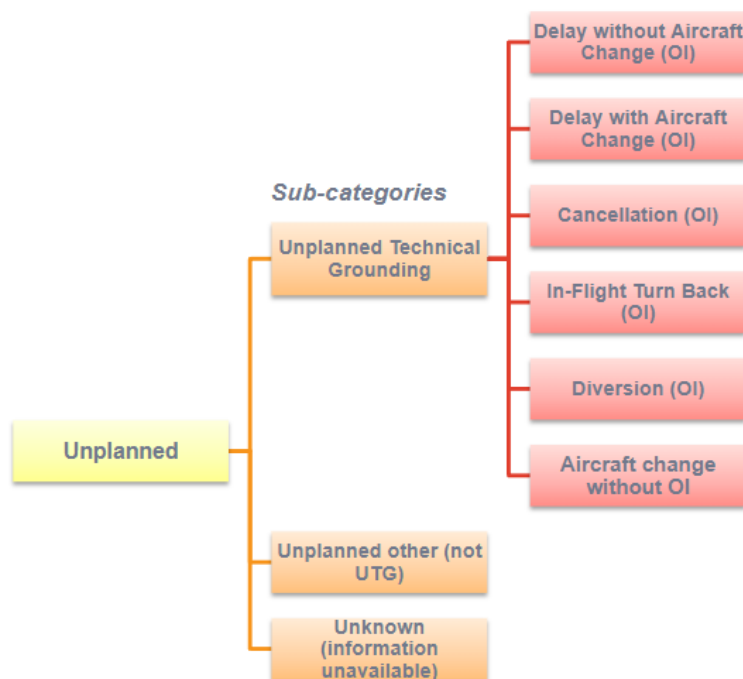 Delay without Aircraft
Change (OI)
Delay with Aircraft
Change (OI)
Sub-categories
Cancellation (OI)
Unplanned Technical
Grounding
In-Flight Turn Back
(OI)
Diversion (OI)
Unplanned
Aircraft change
without OI
Unplanned other (not
UTG)
Unknown
(information
unavailable)